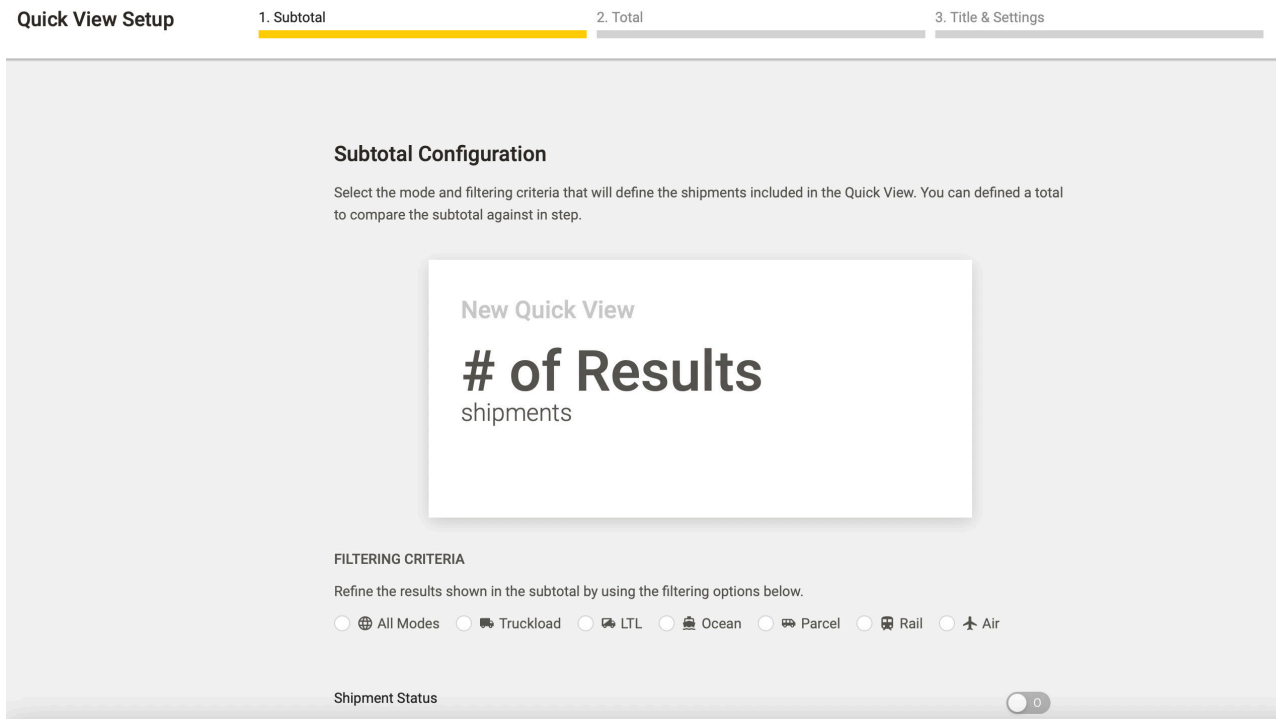 Quick View Setup
1. Subtotal
2. Total
3. Title & Settings
Subtotal Configuration
Select the mode and filtering criteria that will define the shipments included in the Quick View. You can defined a total
to compare the subtotal against in step.
New Quick View
# of Results
shipments
FILTERING CRITERIA
Refine the results shown in the subtotal by using the filtering options below.
All Modes Truckload LTL Ocean Parcel Rail Air
Shipment Status